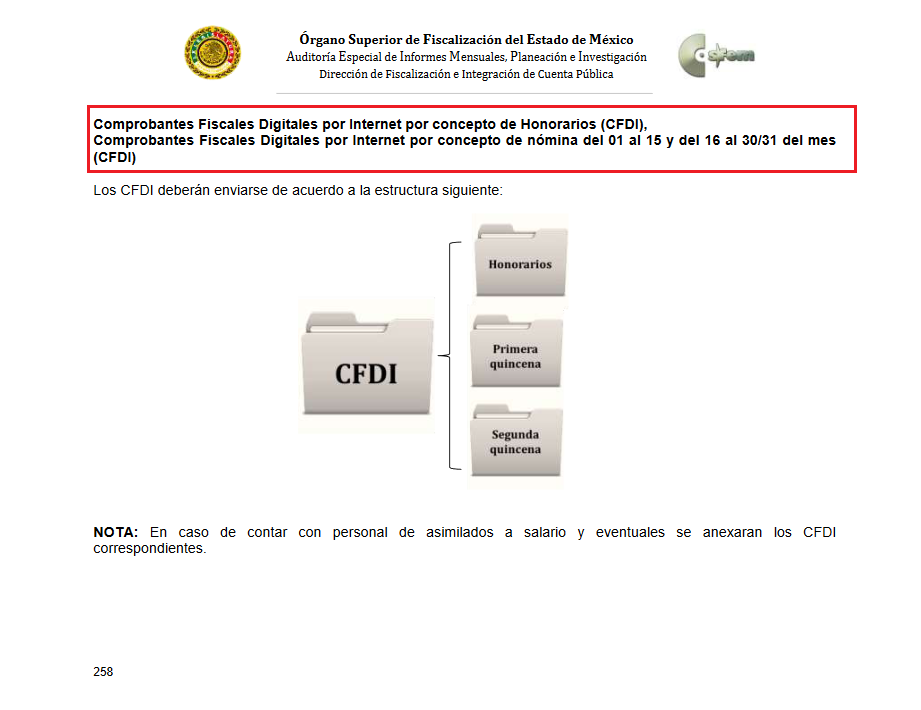 Órgano Superior de Fiscalización del Estado de México
Auditoría Especial de Informes Mensuales, Planeación e Investigación
Dirección de Fiscalización e Integración de Cuenta Pública
Osfem
Comprobantes Fiscales Digitales por Internet por concepto de Honorarios (CFDI),
Comprobantes Fiscales Digitales por Internet por concepto de nómina del 01 al 15 y del 16 al 30/31 del mes
(CFDI)
Los CFDI deberán enviarse de acuerdo a la estructura siguiente:
Honorarios
CFDI
Primera
quincena
Segunda
quincena
NOTA: En caso de contar con personal de asimilados a salario y eventuales se anexaran los CFDI
correspondientes.
258